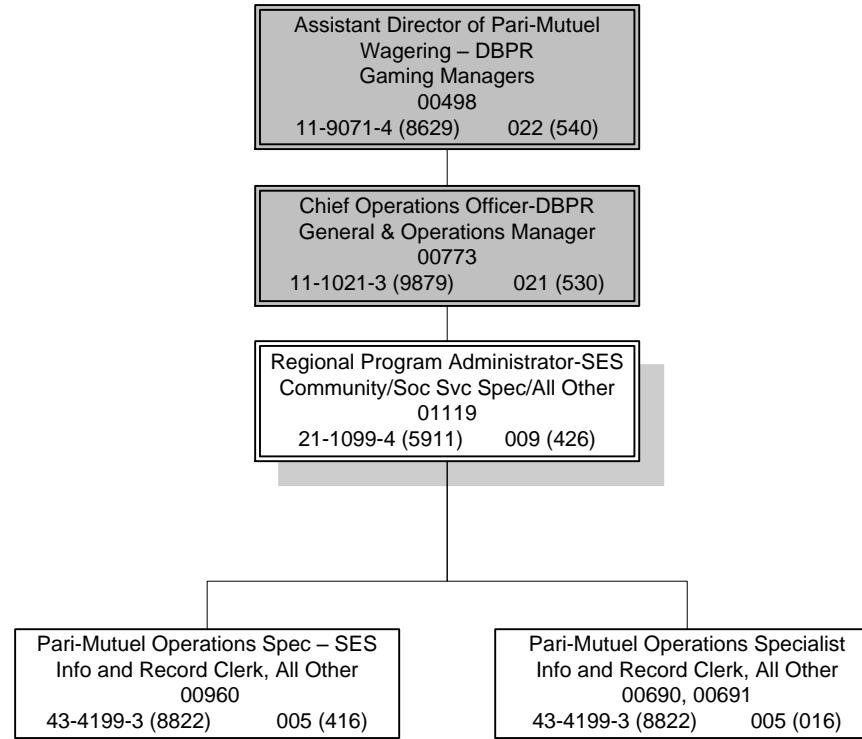 Assistant Director of Pari-Mutuel
Wagering – DBPR
Gaming Managers
00498
11-9071-4 (8629) 022 (540)
Chief Operations Officer-DBPR
General & Operations Manager
00773
11-1021-3 (9879) 021 (530)
Regional Program Administrator-SES
Community/Soc Svc Spec/All Other
01119
21-1099-4 (5911) 009 (426)
Pari-Mutuel Operations Spec – SES
Info and Record Clerk, All Other
00960
43-4199-3 (8822) 005 (416)
Pari-Mutuel Operations Specialist
Info and Record Clerk, All Other
00690, 00691
43-4199-3 (8822) 005 (016)